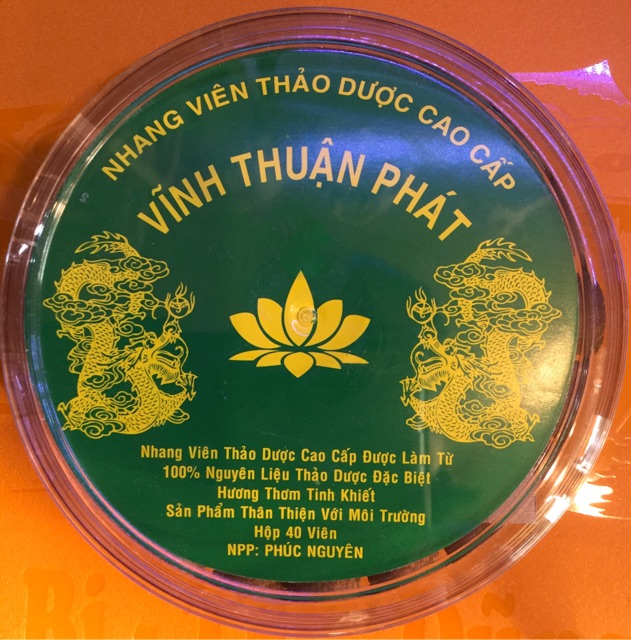 NHANG VIÊN THẢO DƯỢC CAO CẤP
VĨNH THUẬN PHÁT
Nhang Viên Thảo Dược Cao Cấp Được Làm Từ
100% Nguyên Liệu Thảo Dược Đặc Biệt
Hương Thơm Tinh Khiết
Sản Phẩm Thân Thiện Với Môi Trường
Hộp 40 Viên
NPP: PHÚC NGUYÊN